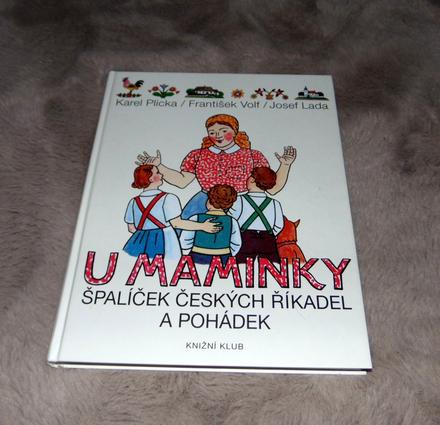 Karel Plicka / František Volf / Josef Lada
U MAMINKY
ŠPALÍČEK ČESKÝCH ŘÍKADEL
A POHÁDEK
KNIŽNÍ KLUB